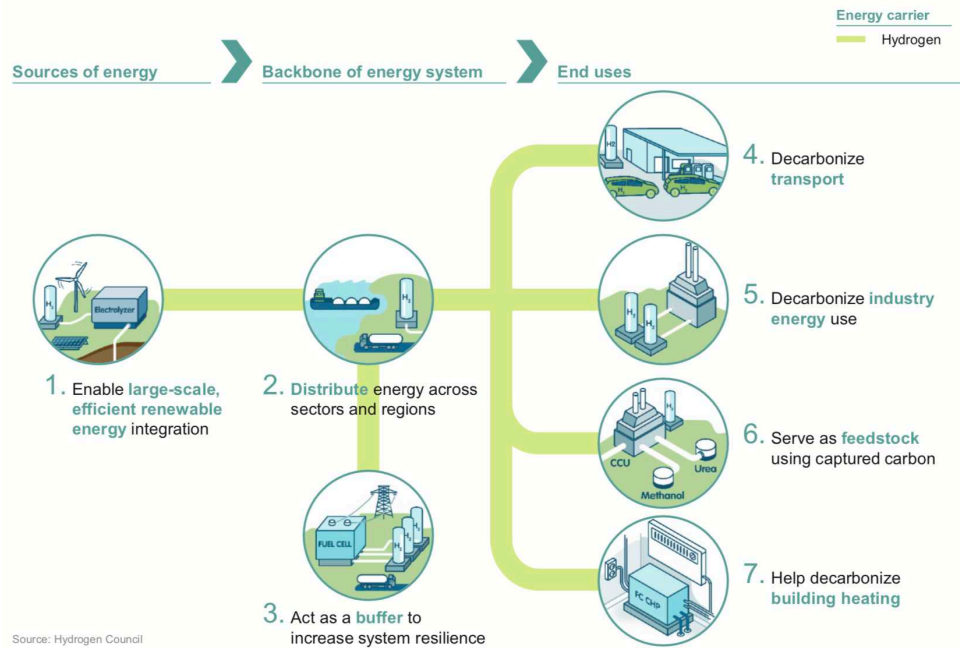 Energy carrier
Hydrogen
Sources of energy
Backbone of energy system
End uses
H2
H2
H2
4. Decarbonize
transport
H2
Electrolyzer
H2
1. Enable large-scale,
efficient renewable
energy integration
2. Distribute energy across
sectors and regions
H2
H2
5. Decarbonize industry
energy use
H2
CCU
Urea
Methanol
6. Serve as feedstock
using captured carbon
FUEL CELL
H2
H2
H2
3. Act as a buffer to
increase system resilience
FC CHP
7. Help decarbonize
building heating
Source: Hydrogen Council